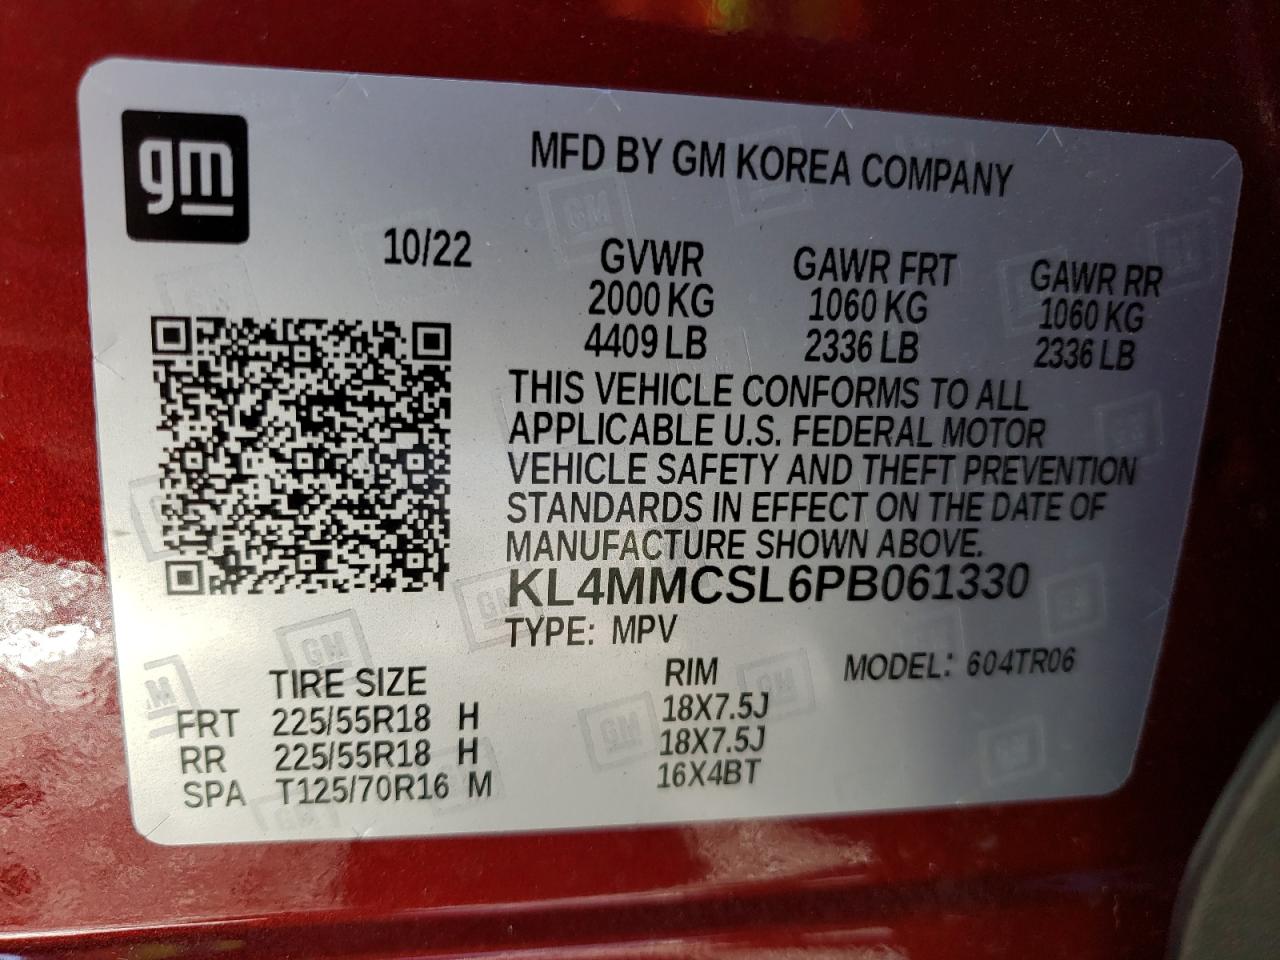 gm
MFD BY GM KOREA COMPANY
10/22
GVWR GAWR FRT GAWR RR
2000 KG 1060 KG 1060 KG
4409 LB 2336 LB 2336 LB
THIS VEHICLE CONFORMS TO ALL
APPLICABLE U.S. FEDERAL MOTOR
VEHICLE SAFETY AND THEFT PREVENTION
STANDARDS IN EFFECT ON THE DATE OF
MANUFACTURE SHOWN ABOVE.
KL4MMCSL6PB061330
TYPE: MPV
MODEL: 604TR06
TIRE SIZE RIM
FRT 225/55R18 H 18X7.5J
RR 225/55R18 H 18X7.5J
SPA T125/70R16 M 16X4BT